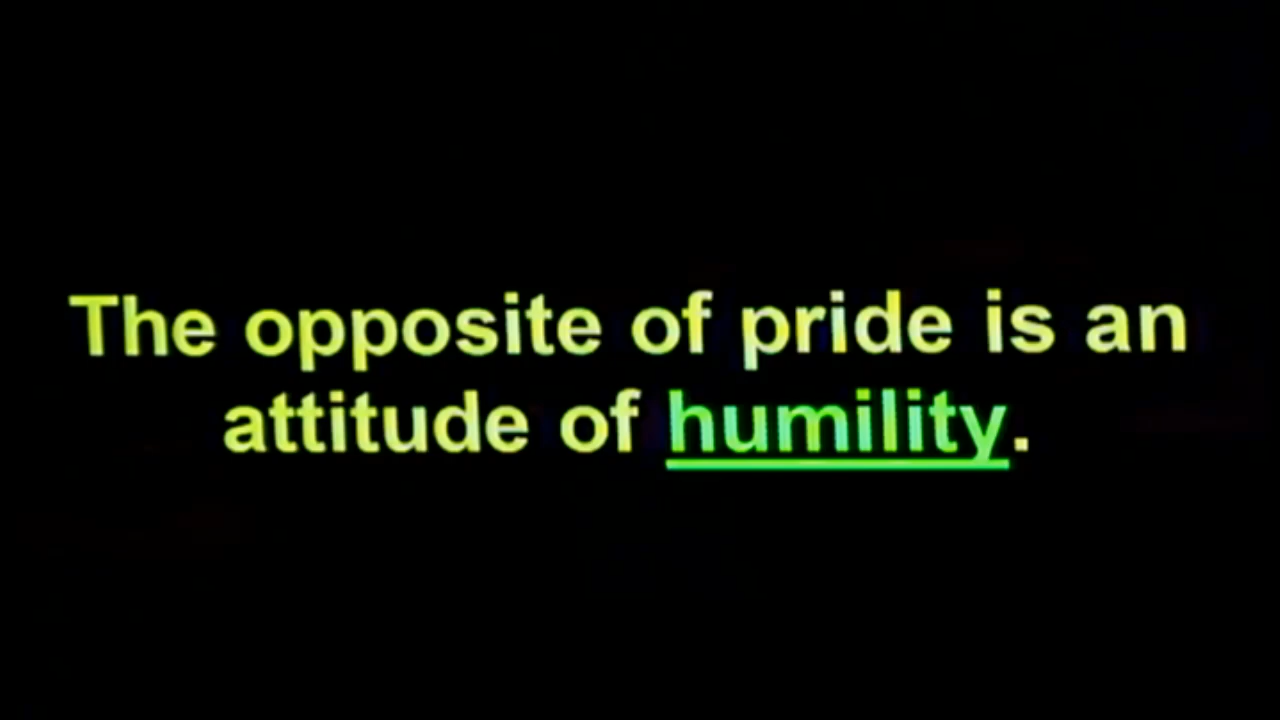 The opposite of pride is an
attitude of humility.